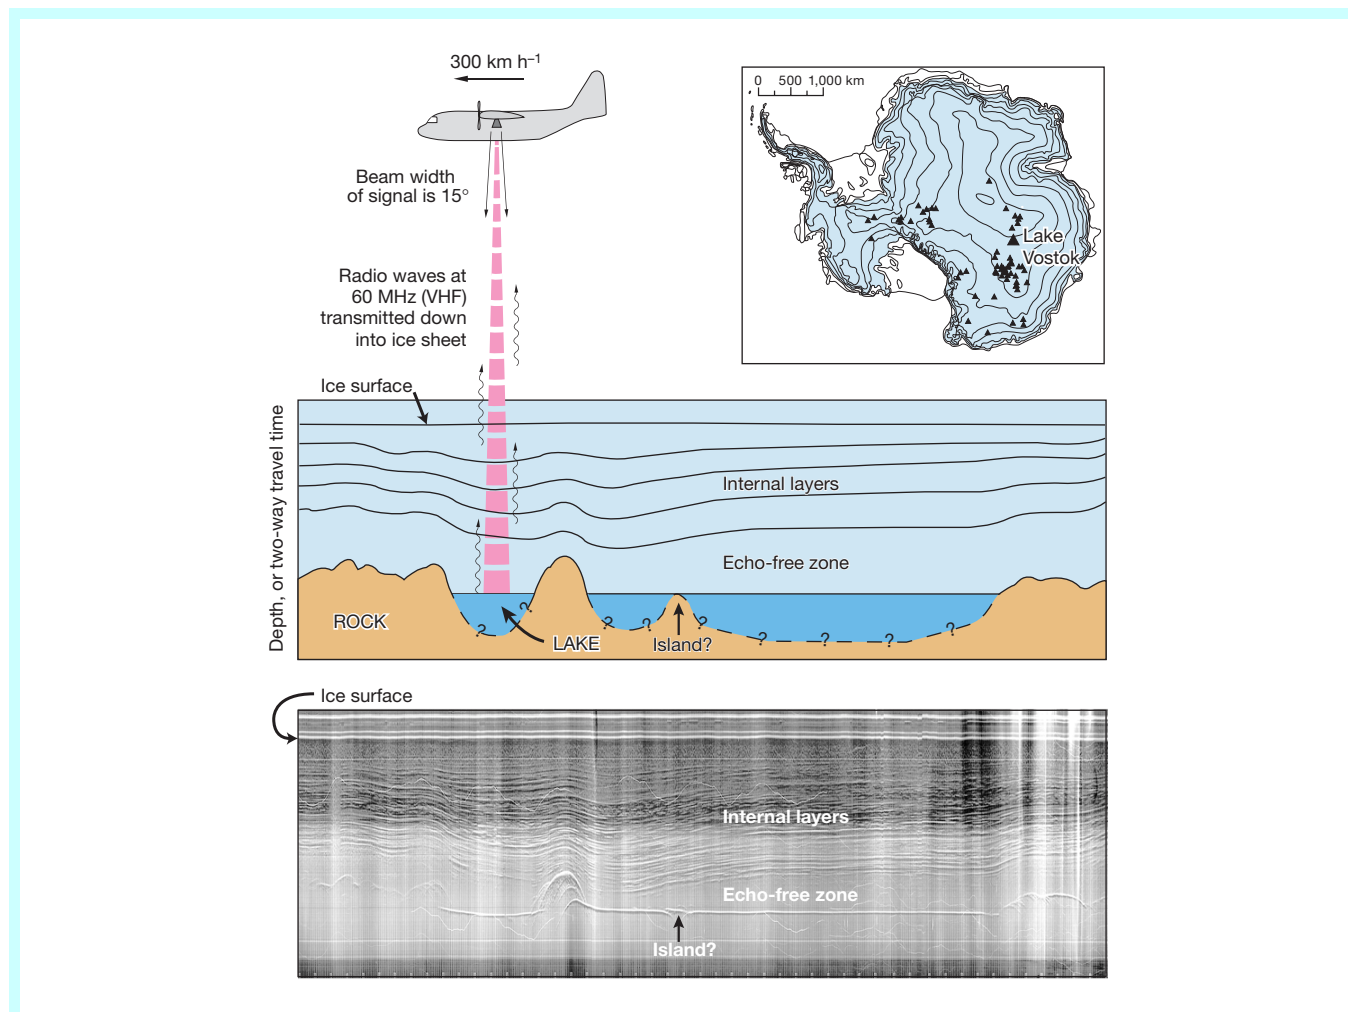 300 km h⁻¹
Beam width
of signal is 15°
Radio waves at
60 MHz (VHF)
transmitted down
into ice sheet
0 500 1,000 km
Lake
Vostok
Ice surface
Depth, or two-way travel time
Internal layers
Echo-free zone
ROCK
? ? ? ? ? ? ? ? ?
LAKE
Island?
Ice surface
Internal layers
Echo-free zone
Island?